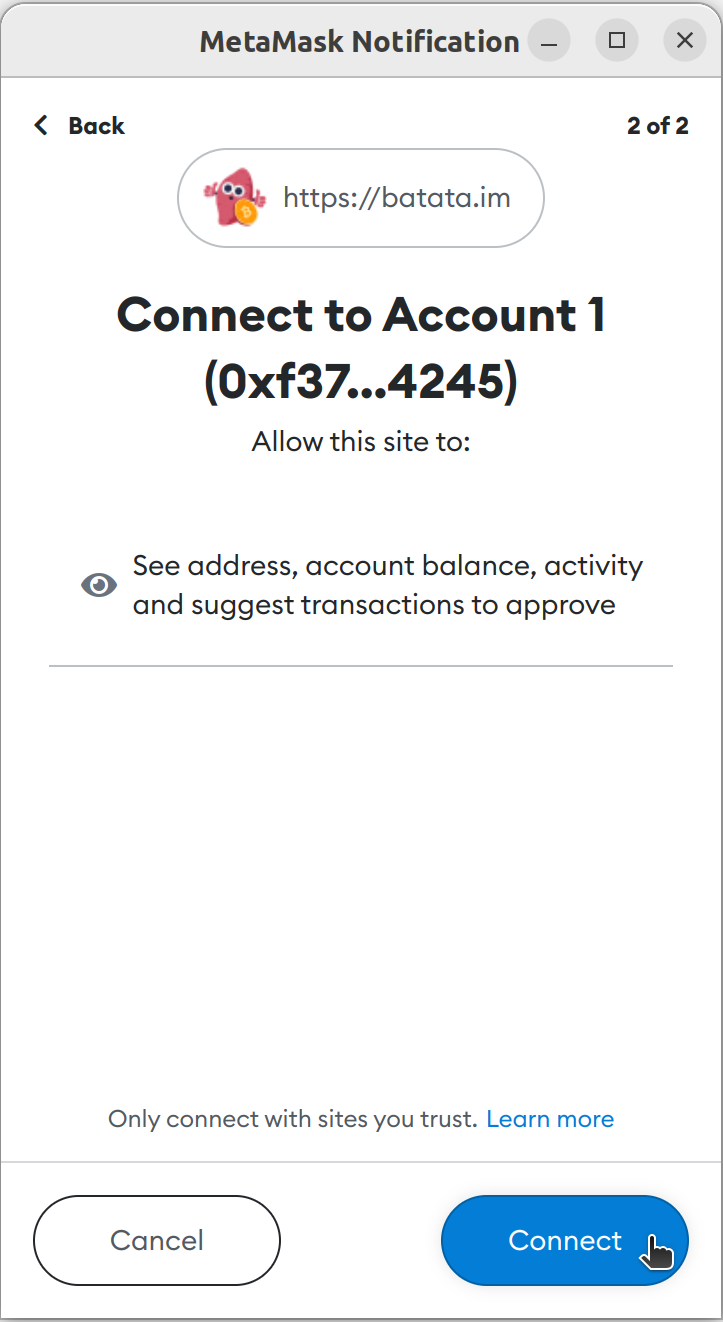 MetaMask Notification
Back
2 of 2
https://batata.im
Connect to Account 1
(0xf37...4245)
Allow this site to:
See address, account balance, activity
and suggest transactions to approve
Only connect with sites you trust. Learn more
Cancel
Connect